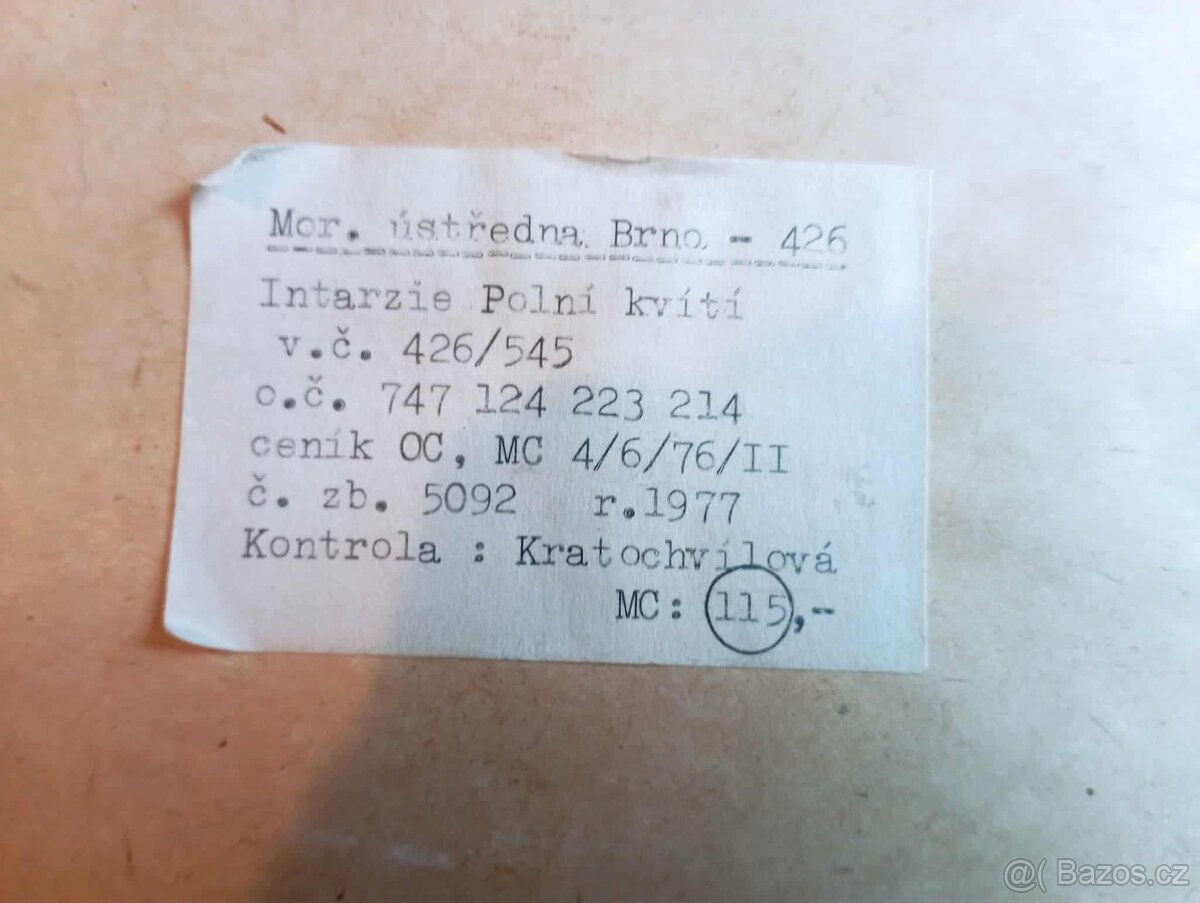 Mor. ústředna Brno - 426
Intarzie Polní kvítí
v.č. 426/545
o.č. 747 124 223 214
ceník OC, MC 4/6/76/II
č. zb. 5092 r.1977
Kontrola : Kratochvílová
MC: 115,-
@( Bazos.cz